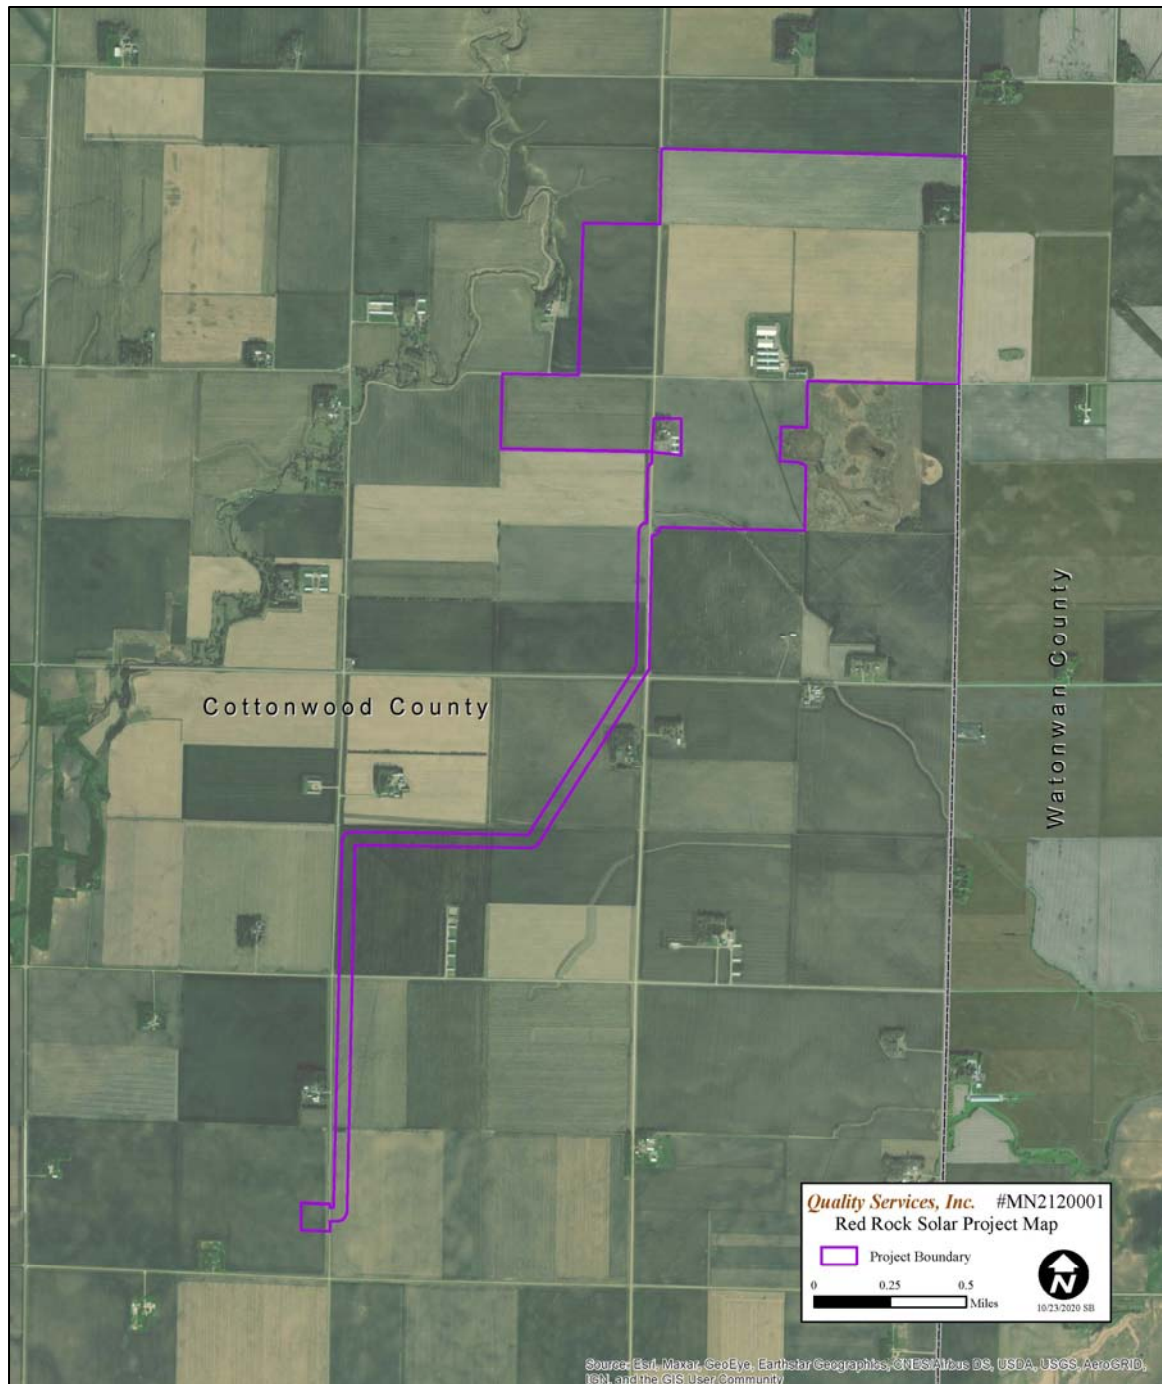 Cottonwood County
Watonwan County
Quality Services, Inc. #MN2120001
Red Rock Solar Project Map
Project Boundary
0 0.25 0.5
Miles
N
10/23/2020 SB
Source: Esri, Maxar, GeoEye, Earthstar Geographics, CNES/Airbus DS, USDA, USGS, AeroGRID,
IGN, and the GIS User Community